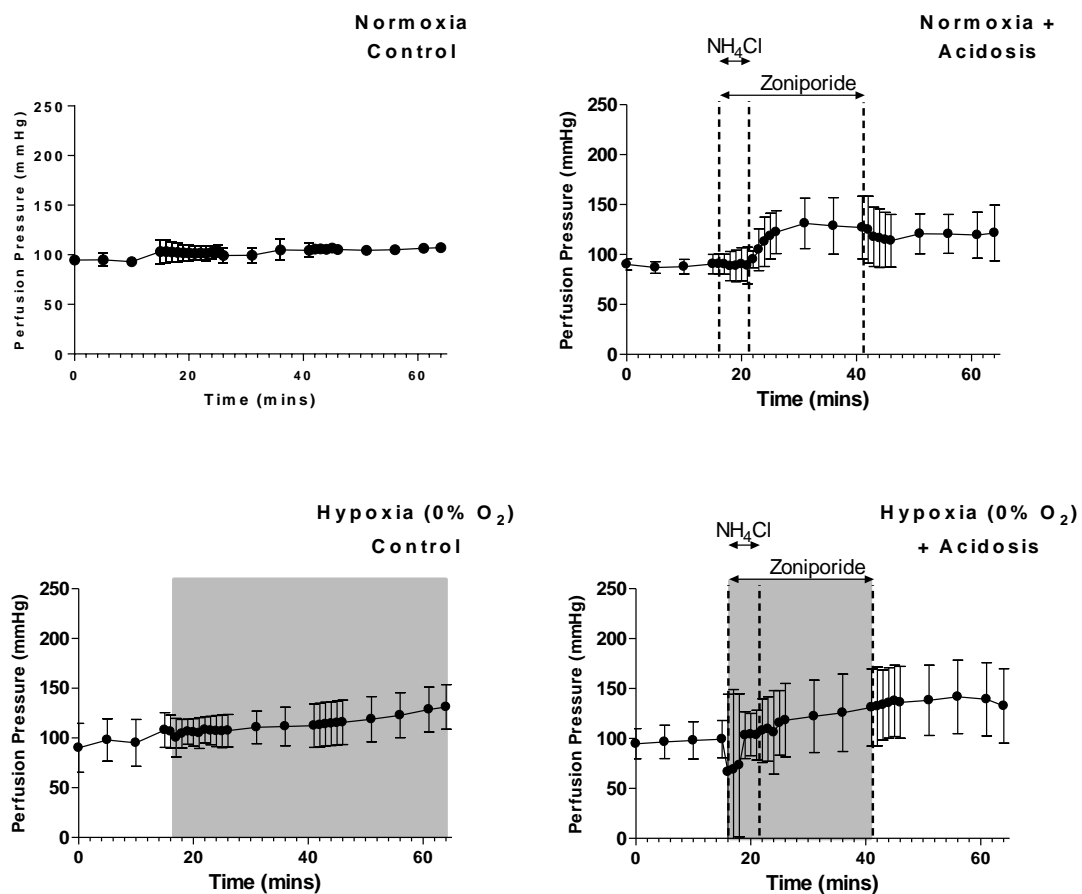 Normoxia
Control
250
200
150
100
50
0
Perfusion Pressure (mmHg)
0 20 40 60
Time (mins)
Normoxia +
Acidosis
NH4Cl
Zoniporide
250
200
150
100
50
0
Perfusion Pressure (mmHg)
0 20 40 60
Time (mins)
Hypoxia (0% O2)
Control
250
200
150
100
50
0
Perfusion Pressure (mmHg)
0 20 40 60
Time (mins)
Hypoxia (0% O2)
+ Acidosis
NH4Cl
Zoniporide
250
200
150
100
50
0
Perfusion Pressure (mmHg)
0 20 40 60
Time (mins)